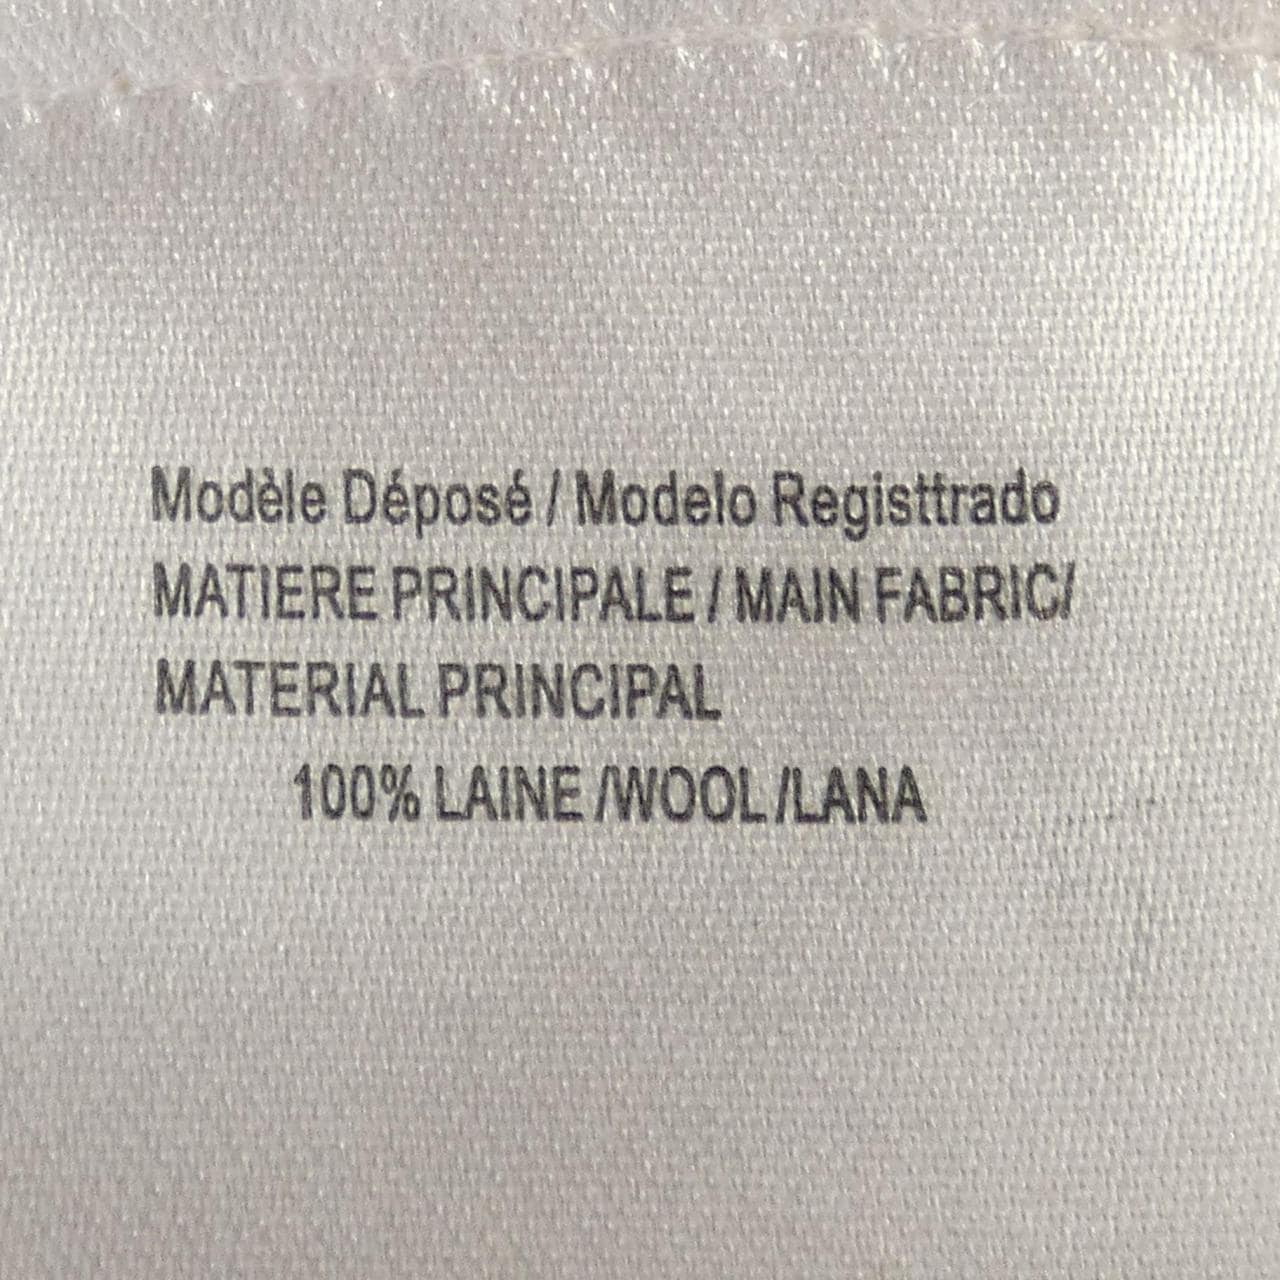 Modèle Déposé / Modelo Registtrado
MATIERE PRINCIPALE / MAIN FABRIC/
MATERIAL PRINCIPAL
100% LAINE /WOOL /LANA